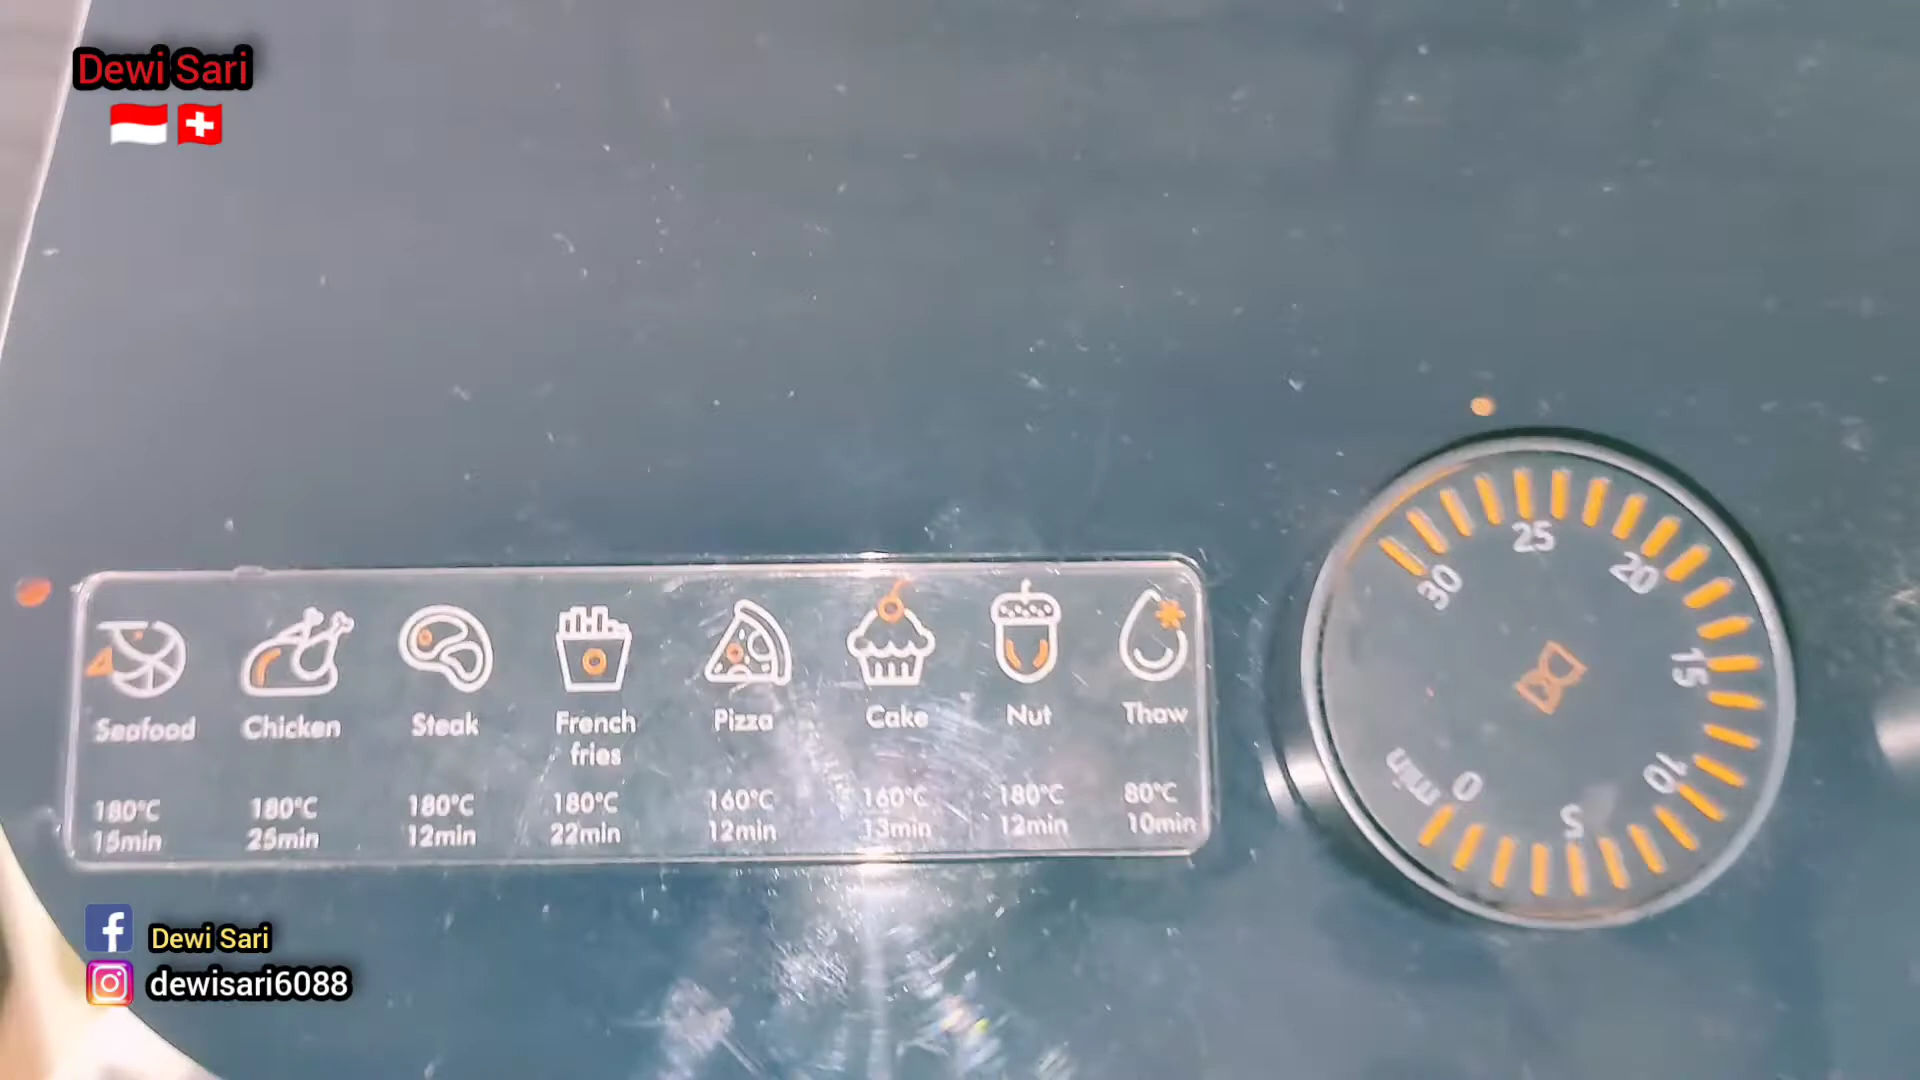 Dewi Sari
Seafood
180°C
15min
Chicken
180°C
25min
Steak
180°C
12min
French
fries
180°C
22min
Pizza
160°C
12min
Cake
160°C
13min
Nut
180°C
12min
Thaw
80°C
10min
30
25
20
15
10
5
0
min
Dewi Sari
dewisari6088